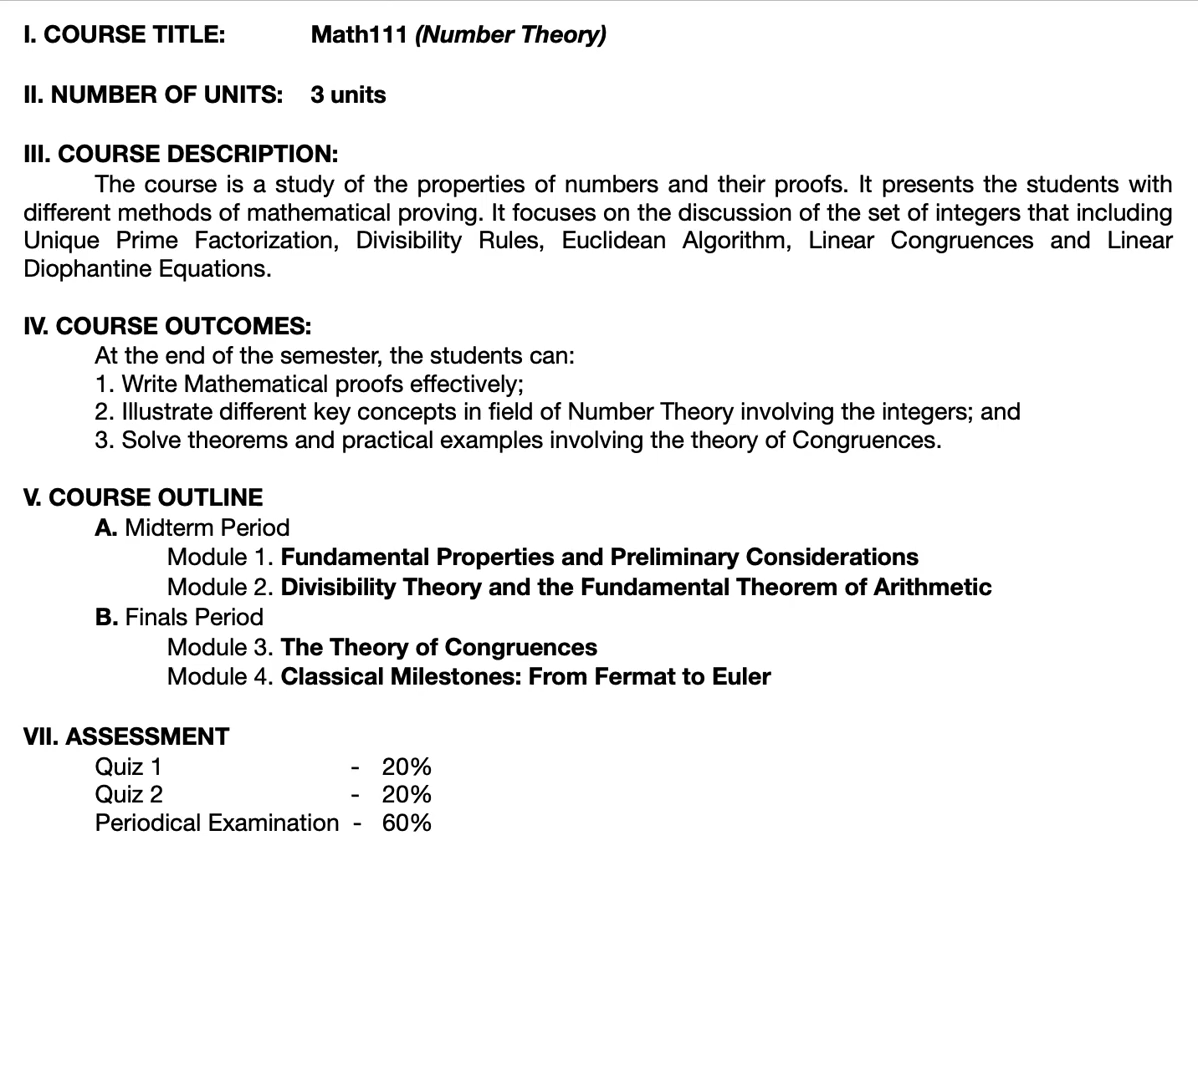 I. COURSE TITLE: Math111 (Number Theory)
II. NUMBER OF UNITS: 3 units
III. COURSE DESCRIPTION:
The course is a study of the properties of numbers and their proofs. It presents the students with
different methods of mathematical proving. It focuses on the discussion of the set of integers that including
Unique Prime Factorization, Divisibility Rules, Euclidean Algorithm, Linear Congruences and Linear
Diophantine Equations.
IV. COURSE OUTCOMES:
At the end of the semester, the students can:
1. Write Mathematical proofs effectively;
2. Illustrate different key concepts in field of Number Theory involving the integers; and
3. Solve theorems and practical examples involving the theory of Congruences.
V. COURSE OUTLINE
A. Midterm Period
Module 1. Fundamental Properties and Preliminary Considerations
Module 2. Divisibility Theory and the Fundamental Theorem of Arithmetic
B. Finals Period
Module 3. The Theory of Congruences
Module 4. Classical Milestones: From Fermat to Euler
VII. ASSESSMENT
Quiz 1 - 20%
Quiz 2 - 20%
Periodical Examination - 60%